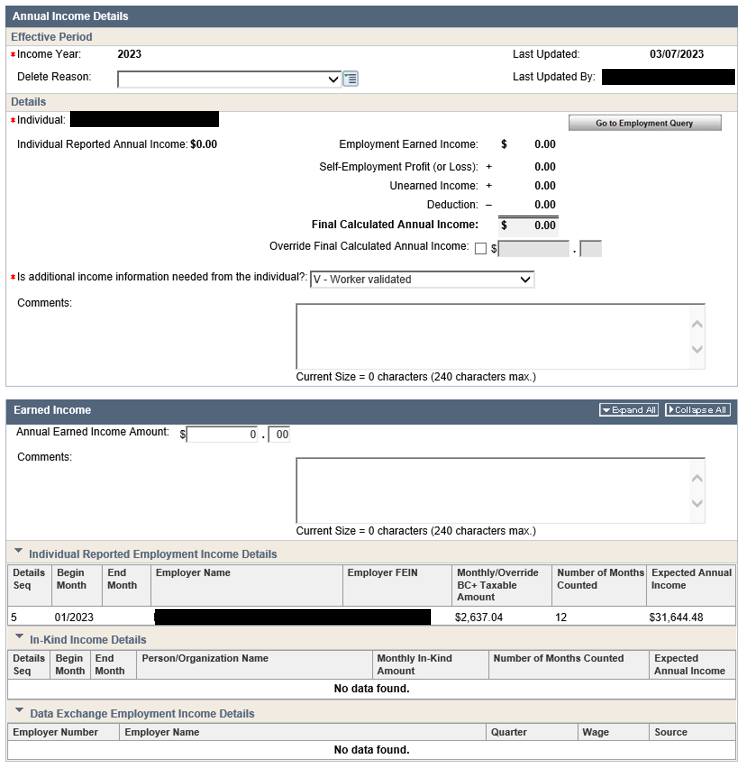 Annual Income Details
Effective Period
*Income Year: 2023 Last Updated: 03/07/2023
Delete Reason: Last Updated By:
Details
*Individual: Go to Employment Query
Individual Reported Annual Income: $0.00 Employment Earned Income: $ 0.00
Self-Employment Profit (or Loss): + 0.00
Unearned Income: + 0.00
Deduction: – 0.00
Final Calculated Annual Income: $ 0.00
Override Final Calculated Annual Income: $ .
*Is additional income information needed from the individual?: V - Worker validated
Comments:
Current Size = 0 characters (240 characters max.)
Earned Income Expand All Collapse All
Annual Earned Income Amount: $ 0 . 00
Comments:
Current Size = 0 characters (240 characters max.)
Individual Reported Employment Income Details
Details Begin End Employer Name Employer FEIN Monthly/Override Number of Months Expected Annual
Seq Month Month BC+ Taxable Counted Income
Amount
5 01/2023 $2,637.04 12 $31,644.48
In-Kind Income Details
Details Begin End Person/Organization Name Monthly In-Kind Number of Months Counted Expected
Seq Month Month Amount Annual Income
No data found.
Data Exchange Employment Income Details
Employer Number Employer Name Quarter Wage Source
No data found.